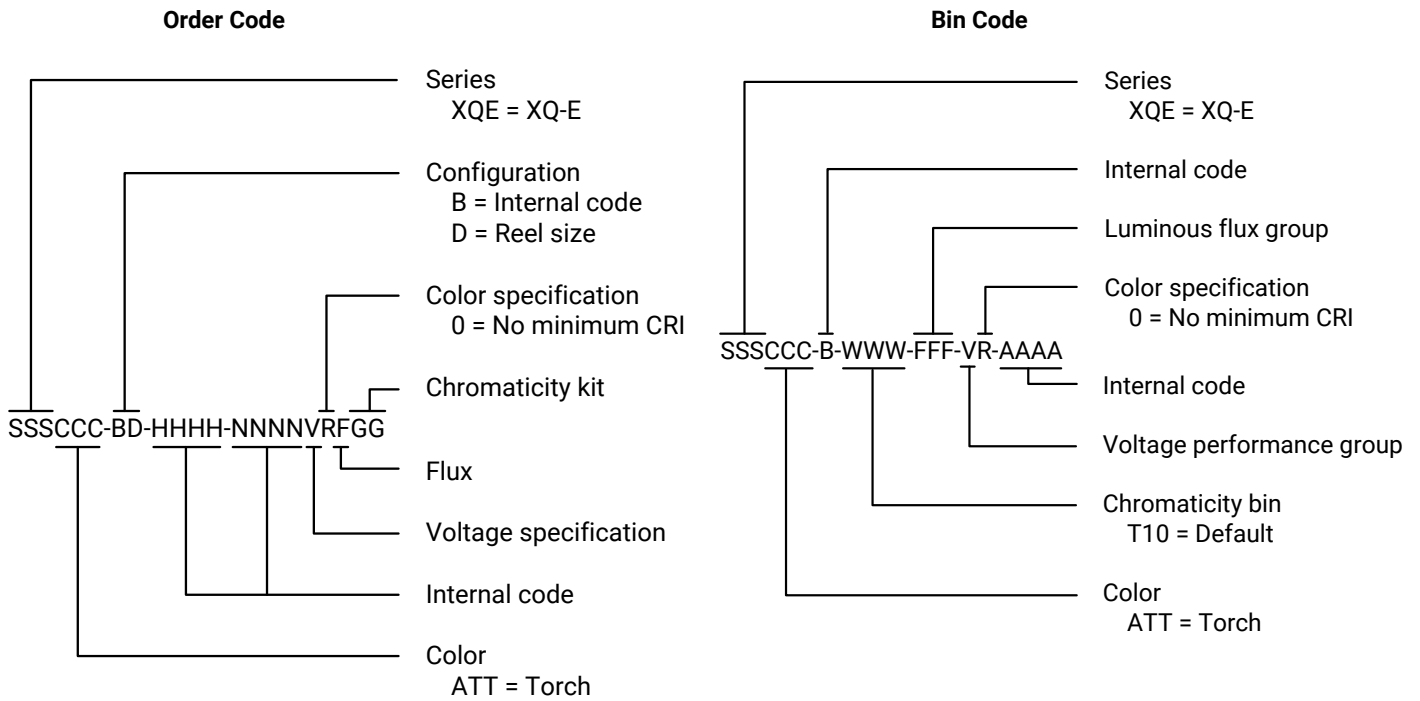 Order Code
Series
XQE = XQ-E
Configuration
B = Internal code
D = Reel size
Color specification
0 = No minimum CRI
Chromaticity kit
SSSCCC-BD-HHHH-NNNNVRFGG
Flux
Voltage specification
Internal code
Color
ATT = Torch
Bin Code
Series
XQE = XQ-E
Internal code
Luminous flux group
Color specification
0 = No minimum CRI
SSSCCC-B-WWW-FFF-VR-AAAA
Internal code
Voltage performance group
Chromaticity bin
T10 = Default
Color
ATT = Torch